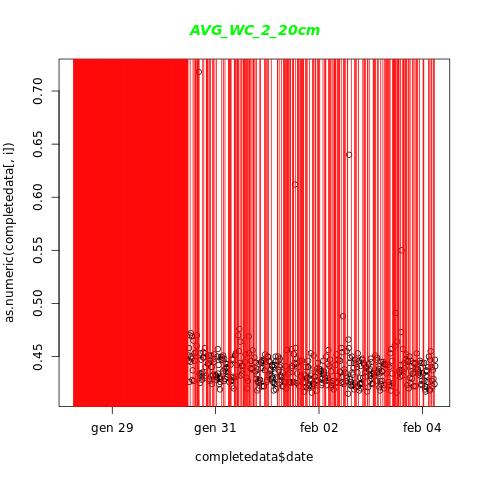 AVG_WC_2_20cm
as.numeric(completedata[, i])
0.70
0.65
0.60
0.55
0.50
0.45
gen 29
gen 31
feb 02
feb 04
completedata$date